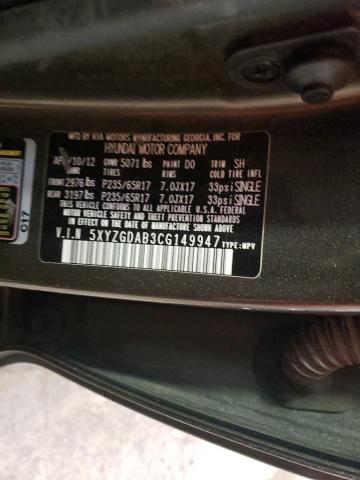 MFD BY KIA MOTORS MANUFACTURING GEORGIA, INC. FOR
HYUNDAI MOTOR COMPANY
/10/12 GVWR 5071 lbs PAINT DO TRIM SH
TIRES RIMS COLD TIRE INFL
FRONT 2976 lbs P235/65R17 7.0JX17 33psi SINGLE
REAR 3197 lbs P235/65R17 7.0JX17 33psi SINGLE
THIS VEHICLE CONFORMS TO ALL APPLICABLE U.S.A. FEDERAL
MOTOR VEHICLE SAFETY, BUMPER, AND THEFT PREVENTION STANDARDS
IN EFFECT ON THE DATE OF MANUFACTURE SHOWN ABOVE.
V.I.N 5XYZGDAB3CG149947 TYPE:MPV
C17